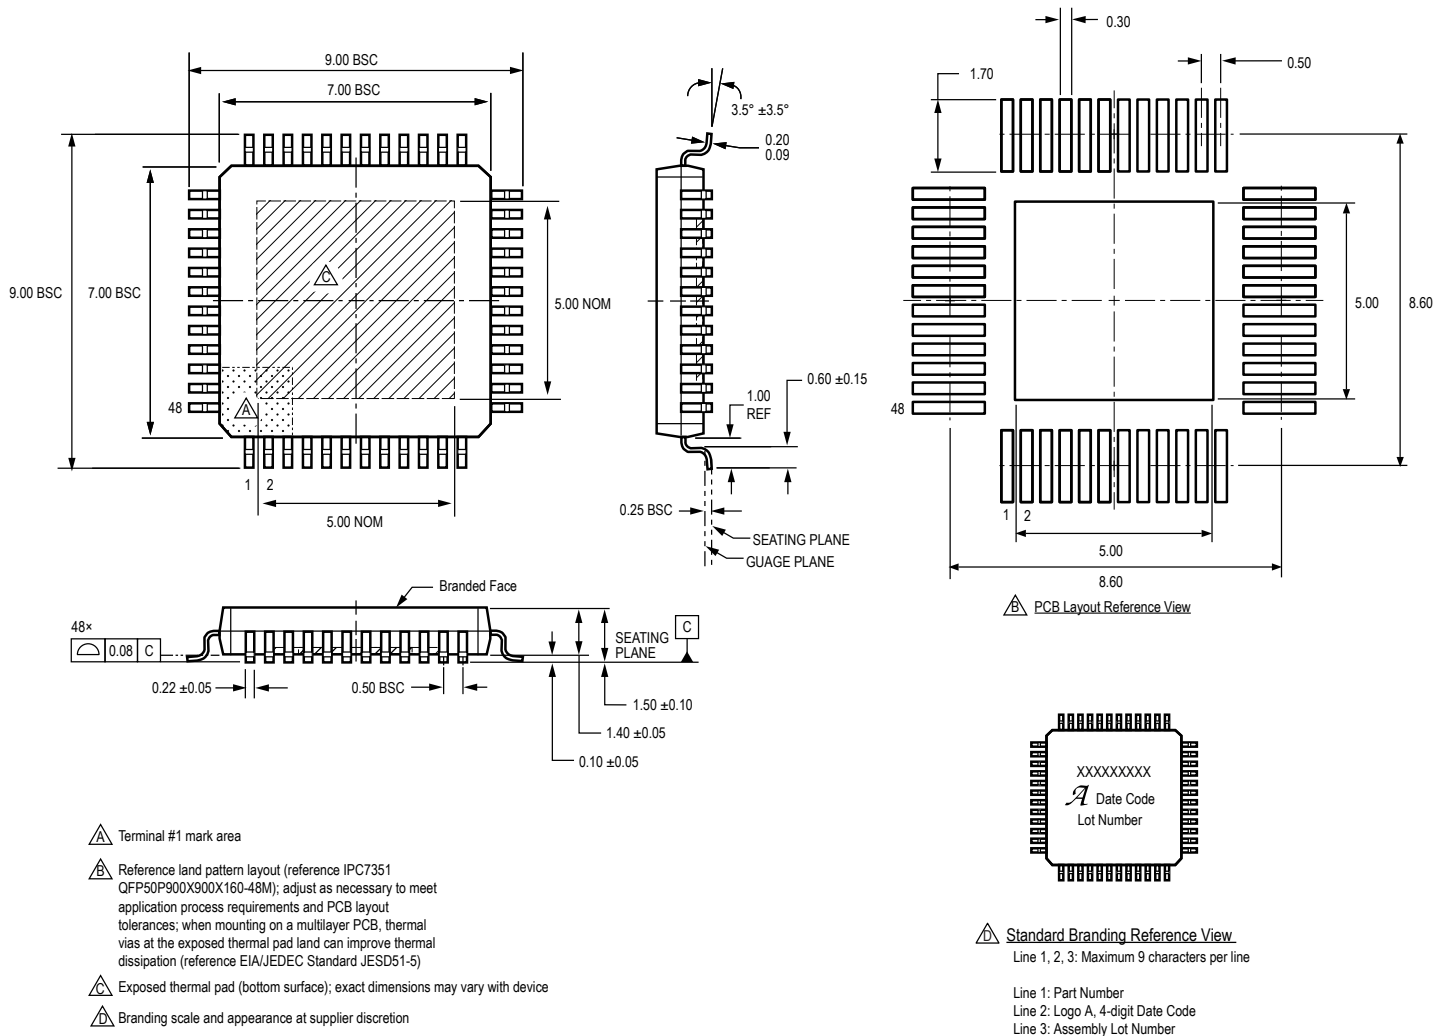 9.00 BSC
7.00 BSC
9.00 BSC
7.00 BSC
C
5.00 NOM
A
48
1 2
5.00 NOM
3.5° ±3.5°
0.20
0.09
0.60 ±0.15
1.00
REF
0.25 BSC
SEATING PLANE
GUAGE PLANE
0.30
0.50
1.70
5.00
8.60
48
1 2
5.00
8.60
B PCB Layout Reference View
Branded Face
48×
0.08 C
SEATING
PLANE
C
0.22 ±0.05
0.50 BSC
1.50 ±0.10
1.40 ±0.05
0.10 ±0.05
XXXXXXXXX
A Date Code
Lot Number
A Terminal #1 mark area
B Reference land pattern layout (reference IPC7351
QFP50P900X900X160-48M); adjust as necessary to meet
application process requirements and PCB layout
tolerances; when mounting on a multilayer PCB, thermal
vias at the exposed thermal pad land can improve thermal
dissipation (reference EIA/JEDEC Standard JESD51-5)
C Exposed thermal pad (bottom surface); exact dimensions may vary with device
D Branding scale and appearance at supplier discretion
D Standard Branding Reference View
Line 1, 2, 3: Maximum 9 characters per line
Line 1: Part Number
Line 2: Logo A, 4-digit Date Code
Line 3: Assembly Lot Number